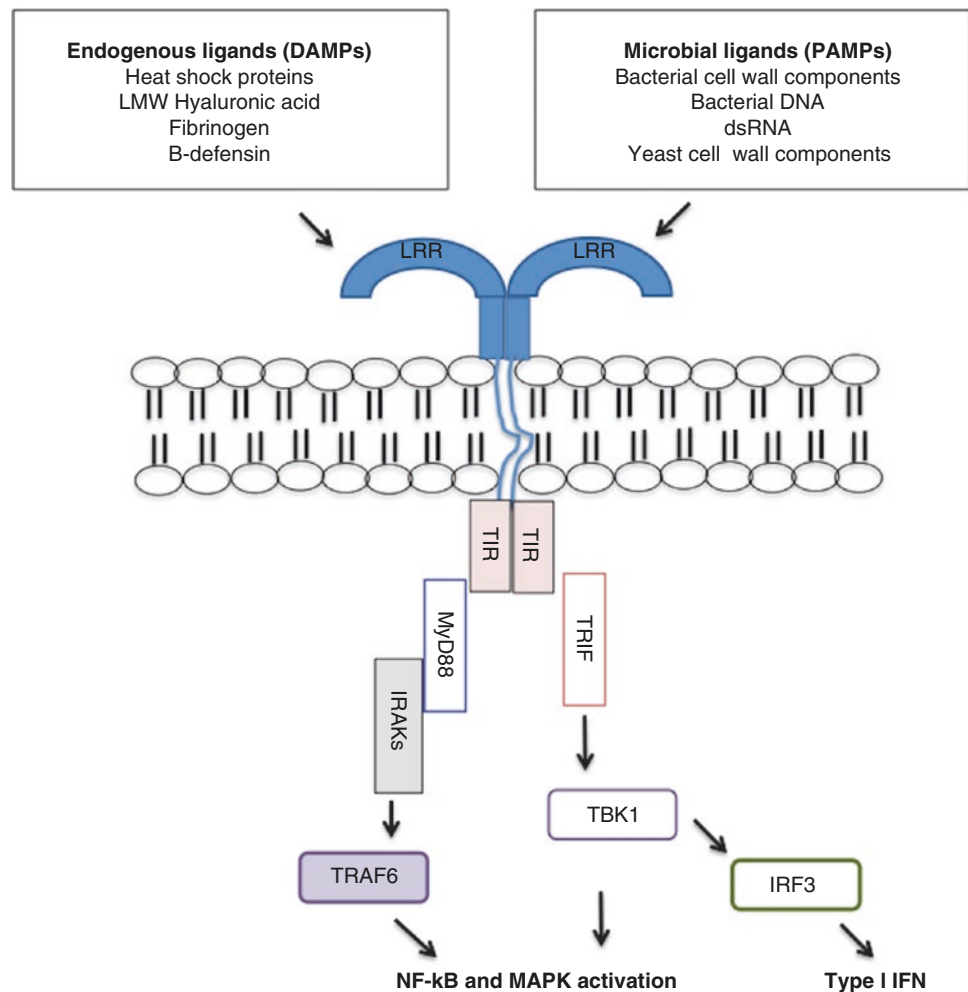 Endogenous ligands (DAMPs)
Heat shock proteins
LMW Hyaluronic acid
Fibrinogen
B-defensin
Microbial ligands (PAMPs)
Bacterial cell wall components
Bacterial DNA
dsRNA
Yeast cell wall components
LRR
LRR
TIR
TIR
MyD88
TRIF
IRAKs
TBK1
TRAF6
IRF3
NF-kB and MAPK activation
Type I IFN